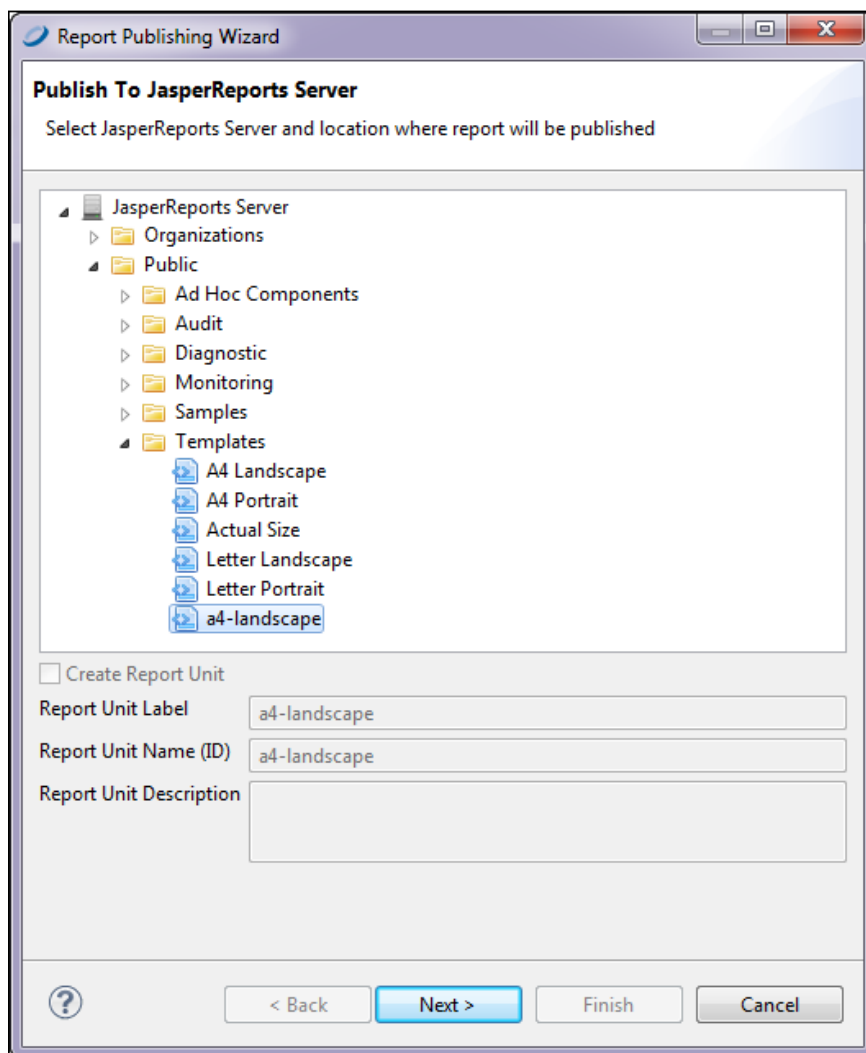 Report Publishing Wizard
Publish To JasperReports Server
Select JasperReports Server and location where report will be published
JasperReports Server
Organizations
Public
Ad Hoc Components
Audit
Diagnostic
Monitoring
Samples
Templates
A4 Landscape
A4 Portrait
Actual Size
Letter Landscape
Letter Portrait
a4-landscape
Create Report Unit
Report Unit Label a4-landscape
Report Unit Name (ID) a4-landscape
Report Unit Description
? < Back Next > Finish Cancel